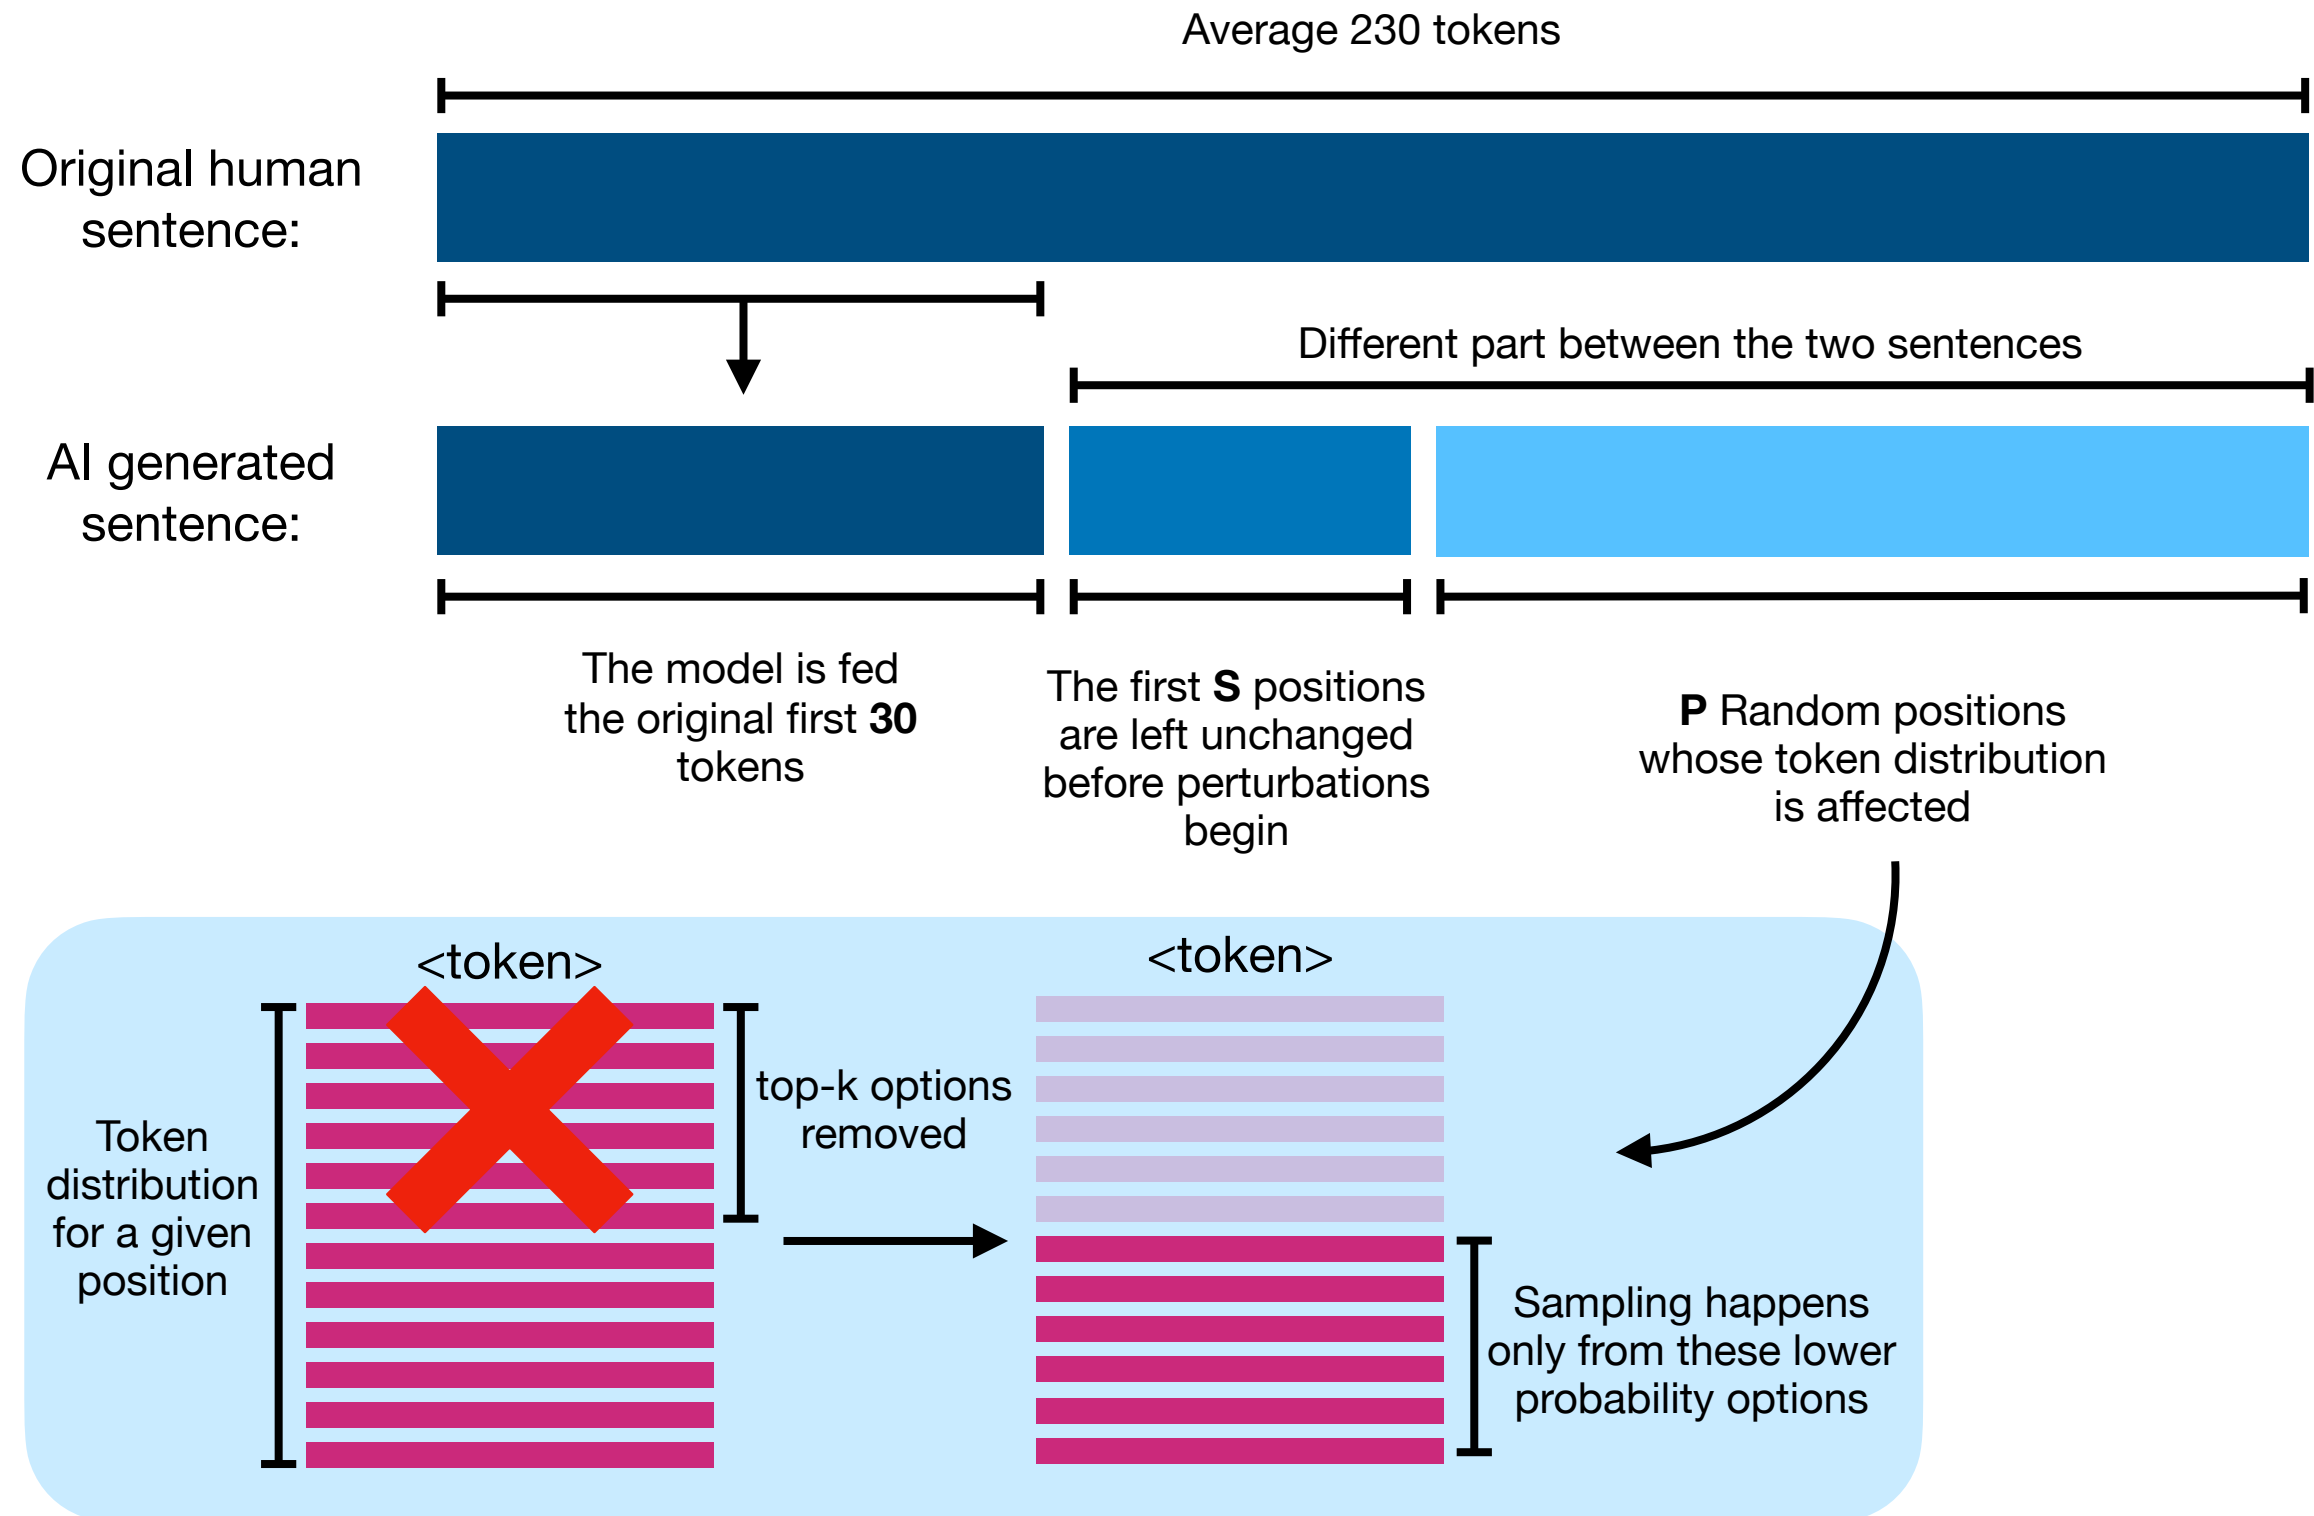 Average 230 tokens
Original human
sentence:
Different part between the two sentences
AI generated
sentence:
The model is fed
the original first 30
tokens
The first S positions
are left unchanged
before perturbations
begin
P Random positions
whose token distribution
is affected
<token>
<token>
top-k options
removed
Token
distribution
for a given
position
Sampling happens
only from these lower
probability options